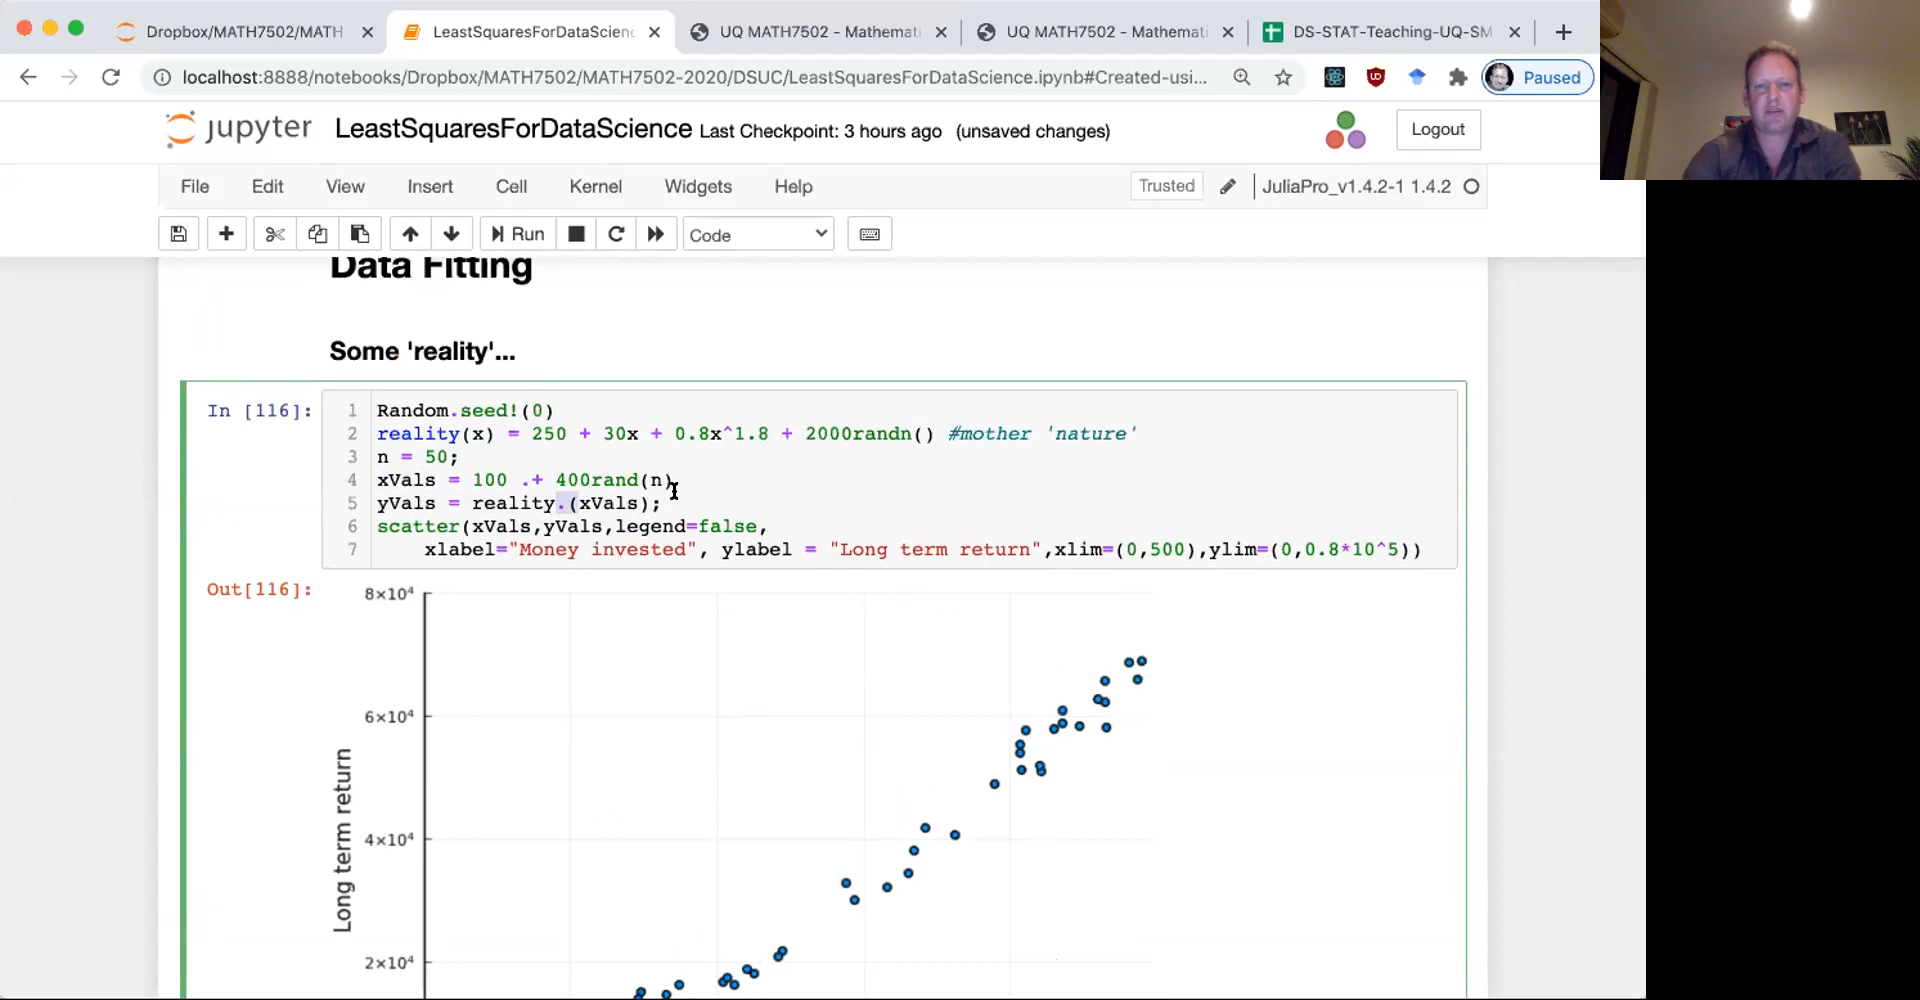 Dropbox/MATH7502/MATH
LeastSquaresForDataScienc
UQ MATH7502 - Mathemati
UQ MATH7502 - Mathemat
DS-STAT-Teaching-UQ-SM
localhost:8888/notebooks/Dropbox/MATH7502/MATH7502-2020/DSUC/LeastSquaresForDataScience.ipynb#Created-usi...
Paused
jupyter LeastSquaresForDataScience Last Checkpoint: 3 hours ago (unsaved changes)
Logout
File Edit View Insert Cell Kernel Widgets Help
Trusted
JuliaPro_v1.4.2-1 1.4.2
Run
Code
Data Fitting
Some 'reality'...
In [116]:
1 Random.seed!(0)
2 reality(x) = 250 + 30x + 0.8x^1.8 + 2000randn() #mother 'nature'
3 n = 50;
4 xVals = 100 .+ 400rand(n)
5 yVals = reality.(xVals);
6 scatter(xVals,yVals,legend=false,
7 xlabel="Money invested", ylabel = "Long term return",xlim=(0,500),ylim=(0,0.8*10^5))
Out[116]:
8×10⁴
6×10⁴
4×10⁴
2×10⁴
Long term return